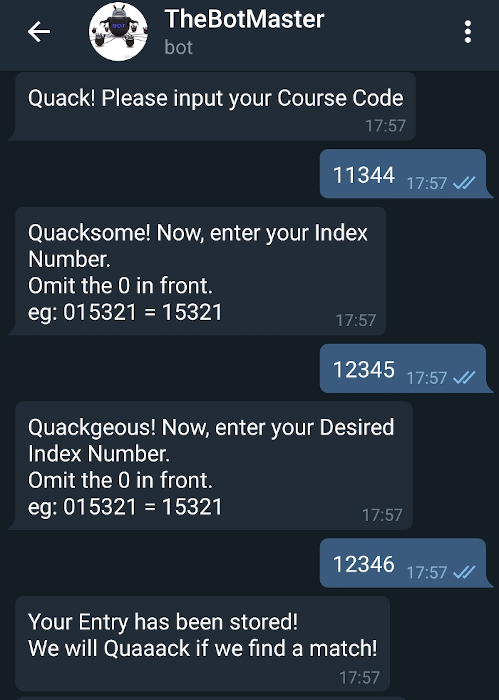 TheBotMaster
bot
Quack! Please input your Course Code
17:57
11344 17:57
Quacksome! Now, enter your Index
Number.
Omit the 0 in front.
eg: 015321 = 15321
17:57
12345 17:57
Quackgeous! Now, enter your Desired
Index Number.
Omit the 0 in front.
eg: 015321 = 15321
17:57
12346 17:57
Your Entry has been stored!
We will Quaaack if we find a match!
17:57